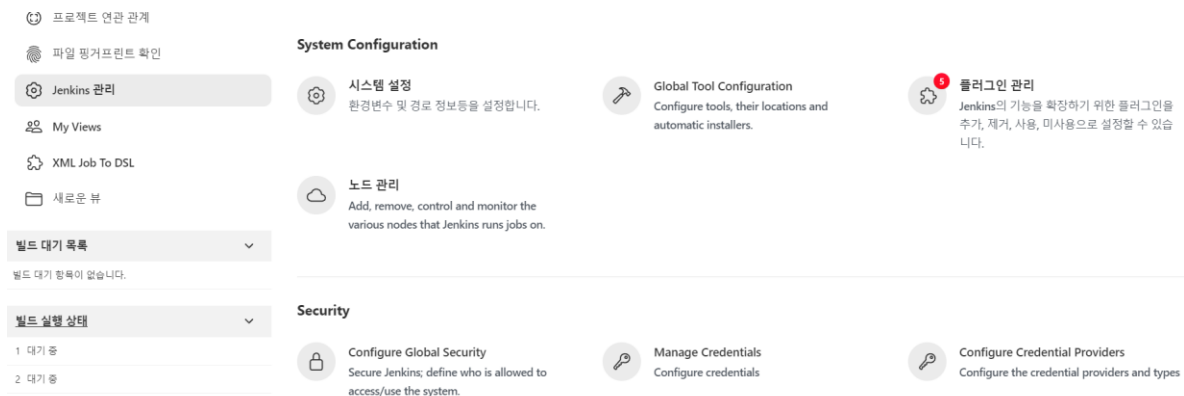 프로젝트 연관 관계
파일 핑거프린트 확인
Jenkins 관리
My Views
XML Job To DSL
새로운 뷰
빌드 대기 목록
빌드 대기 항목이 없습니다.
빌드 실행 상태
1 대기 중
2 대기 중
System Configuration
시스템 설정
환경변수 및 경로 정보등을 설정합니다.
Global Tool Configuration
Configure tools, their locations and
automatic installers.
5
플러그인 관리
Jenkins의 기능을 확장하기 위한 플러그인을
추가, 제거, 사용, 미사용으로 설정할 수 있습
니다.
노드 관리
Add, remove, control and monitor the
various nodes that Jenkins runs jobs on.
Security
Configure Global Security
Secure Jenkins; define who is allowed to
access/use the system.
Manage Credentials
Configure credentials
Configure Credential Providers
Configure the credential providers and types